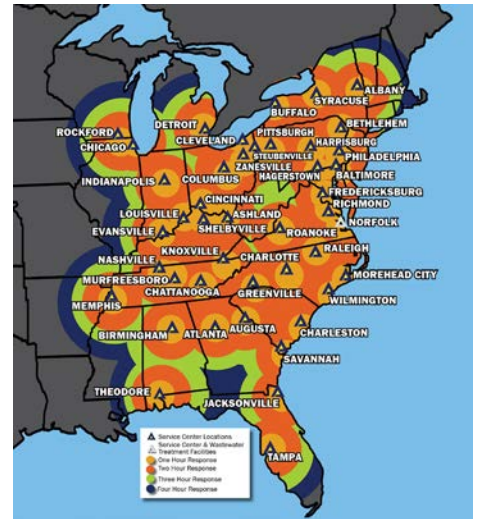 ALBANY
SYRACUSE
BUFFALO
BETHLEHEM
ROCKFORD
DETROIT
CLEVELAND
PITTSBURGH
CHICAGO
STEUBENVILLE
HARPISBURG
ZANESVILLE
PHILADELPHIA
INDIANAPOLIS
COLUMBUS
HAGERSTOWN
BALTIMORE
CINCINNATI
FREDERICKSBURG
RICHMOND
LOUISVILLE
ASHLAND
NORFOLK
EVANSVILLE
SHELBYVILLE
ROANOKE
KNOXVILLE
CHARLOTTE
RALEIGH
NASHVILLE
MOREHEAD CITY
MURFREESBORO
CHATTANOOGA
GREENVILLE
MEMPHIS
WILMINGTON
BIRMINGHAM
ATLANTA
AUGUSTA
CHARLESTON
SAVANNAH
THEODORE
JACKSONVILLE
TAMPA
Service Center Locations
Service Center & Wastewater
Treatment Facilities
One Hour Response
Two Hour Response
Three Hour Response
Four Hour Response